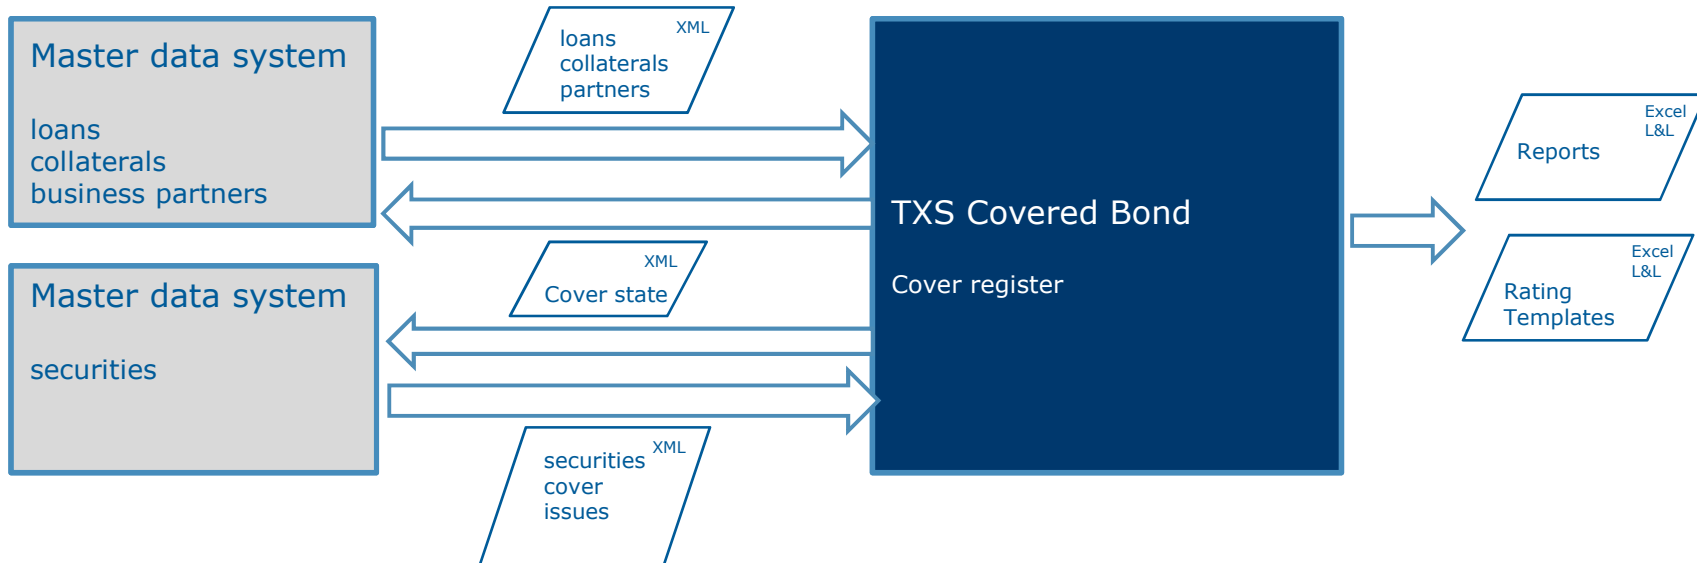 Master data system
loans
collaterals
business partners
XML
loans
collaterals
partners
XML
Cover state
Master data system
securities
XML
securities
cover
issues
TXS Covered Bond
Cover register
Excel
L&L
Reports
Excel
L&L
Rating
Templates